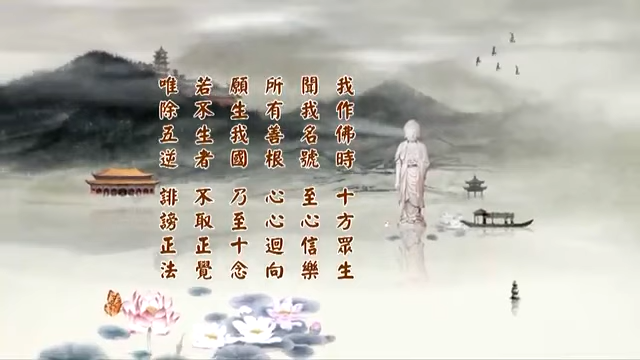 我作佛時 十方眾生
聞我名號 至心信樂
所有善根 心心迴向
願生我國 乃至十念
若不生者 不取正覺
唯除五逆 誹謗正法